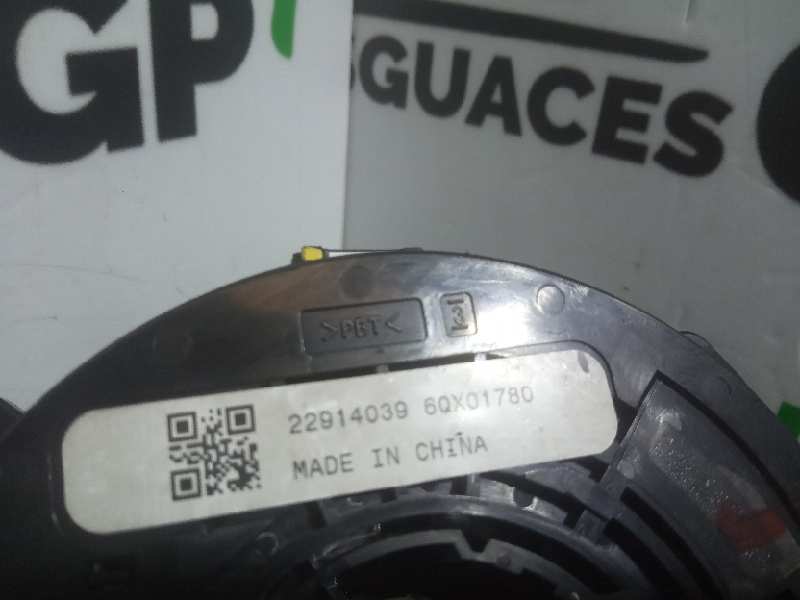 GP
SGUACES
>PBT<
3
22914039 6QX01780
MADE IN CHINA